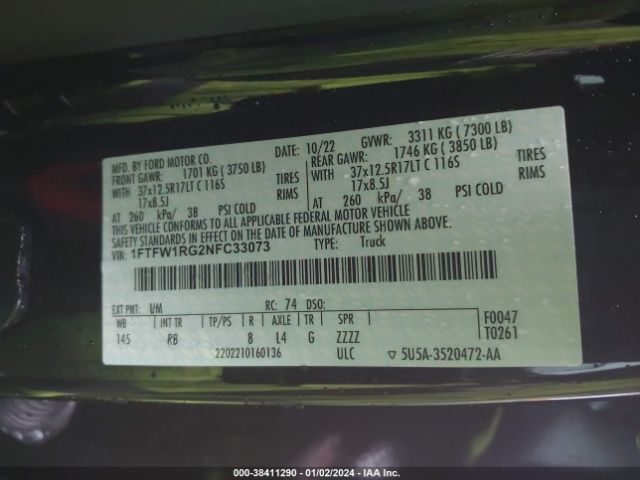 MFD. BY FORD MOTOR CO.
DATE: 10/22 GVWR: 3311 KG ( 7300 LB)
FRONT GAWR: 1701 KG ( 3750 LB)
REAR GAWR: 1746 KG ( 3850 LB)
WITH 37x12.5R17LT C 116S TIRES
WITH 37x12.5R17LT C 116S TIRES
17x8.5J RIMS
17x8.5J RIMS
AT 260 kPa/ 38 PSI COLD
AT 260 kPa/ 38 PSI COLD
THIS VEHICLE CONFORMS TO ALL APPLICABLE FEDERAL MOTOR VEHICLE
SAFETY STANDARDS IN EFFECT ON THE DATE OF MANUFACTURE SHOWN ABOVE.
VIN: 1FTFW1RG2NFC33073 TYPE: Truck
EXT PNT: UM RC: 74 DSO:
WB INT TR TP/PS R AXLE TR SPR F0047
145 RB 8 L4 G ZZZZ T0261
2202210160136 ULC ▽ 5U5A-3520472-AA
000-38411290 - 01/02/2024 - IAA Inc.